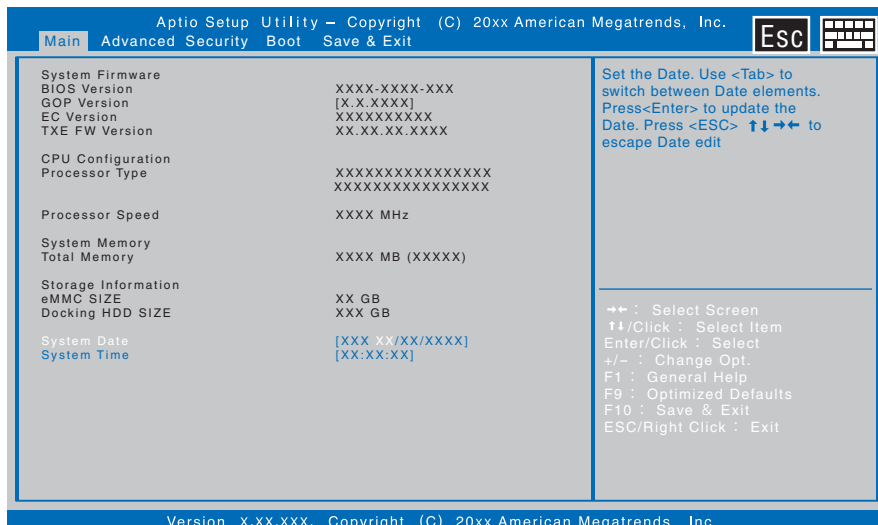 Aptio Setup Utility – Copyright (C) 20xx American Megatrends, Inc.
Esc
Main Advanced Security Boot Save & Exit
System Firmware
BIOS Version XXXX-XXXX-XXX
GOP Version [X.X.XXXX]
EC Version XXXXXXXXXX
TXE FW Version XX.XX.XX.XXXX
CPU Configuration
Processor Type XXXXXXXXXXXXXXXX
XXXXXXXXXXXXXXXX
Processor Speed XXXX MHz
System Memory
Total Memory XXXX MB (XXXXX)
Storage Information
eMMC SIZE XX GB
Docking HDD SIZE XXX GB
System Date [XXX XX/XX/XXXX]
System Time [XX:XX:XX]
Set the Date. Use <Tab> to
switch between Date elements.
Press<Enter> to update the
Date. Press <ESC> ↑↓→← to
escape Date edit
→← : Select Screen
↑↓/Click : Select Item
Enter/Click : Select
+/− : Change Opt.
F1 : General Help
F9 : Optimized Defaults
F10 : Save & Exit
ESC/Right Click : Exit
Version X.XX.XXX. Copyright (C) 20xx American Megatrends, Inc.